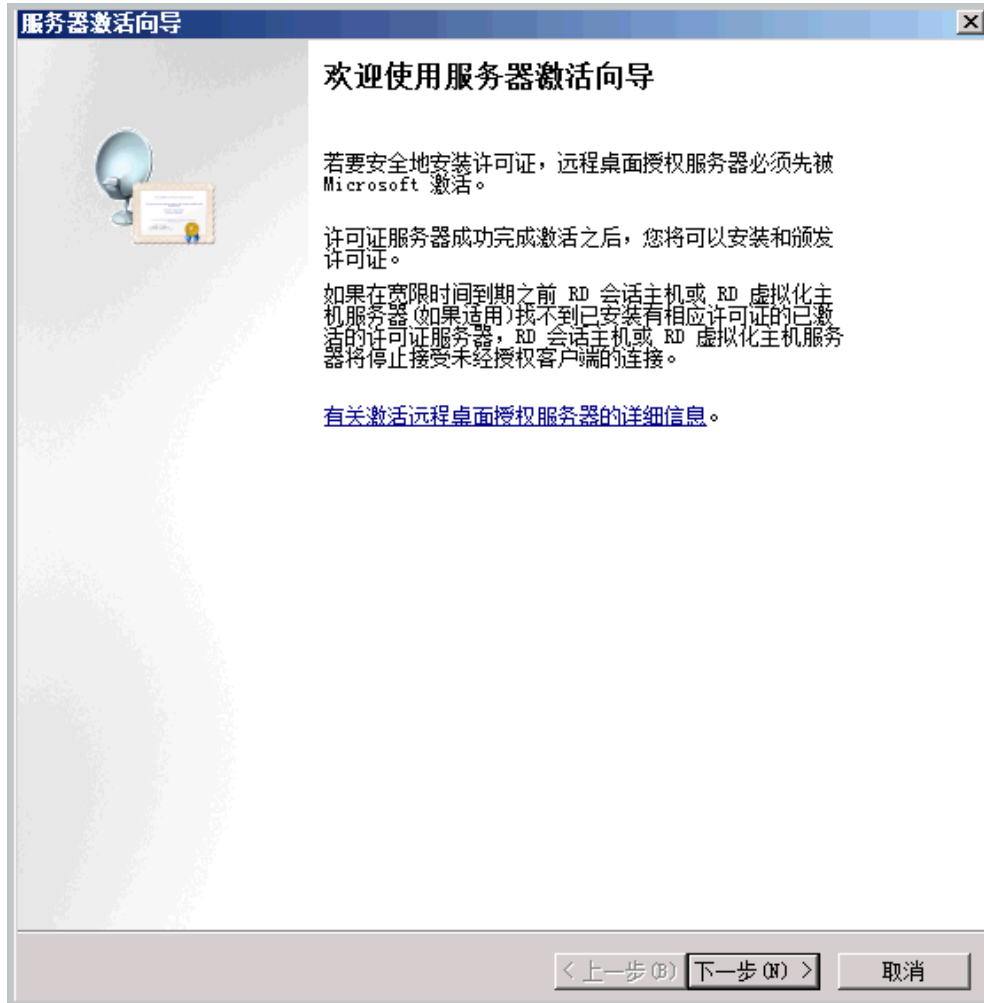 服务器激活向导
欢迎使用服务器激活向导
若要安全地安装许可证，远程桌面授权服务器必须先被
Microsoft 激活。
许可证服务器成功完成激活之后，您将可以安装和颁发
许可证。
如果在宽限时间到期之前 RD 会话主机或 RD 虚拟化主
机服务器(如果适用)找不到已安装有相应许可证的已激
活的许可证服务器，RD 会话主机或 RD 虚拟化主机服务
器将停止接受未经授权客户端的连接。
有关激活远程桌面授权服务器的详细信息。
< 上一步(B) 下一步(N) > 取消